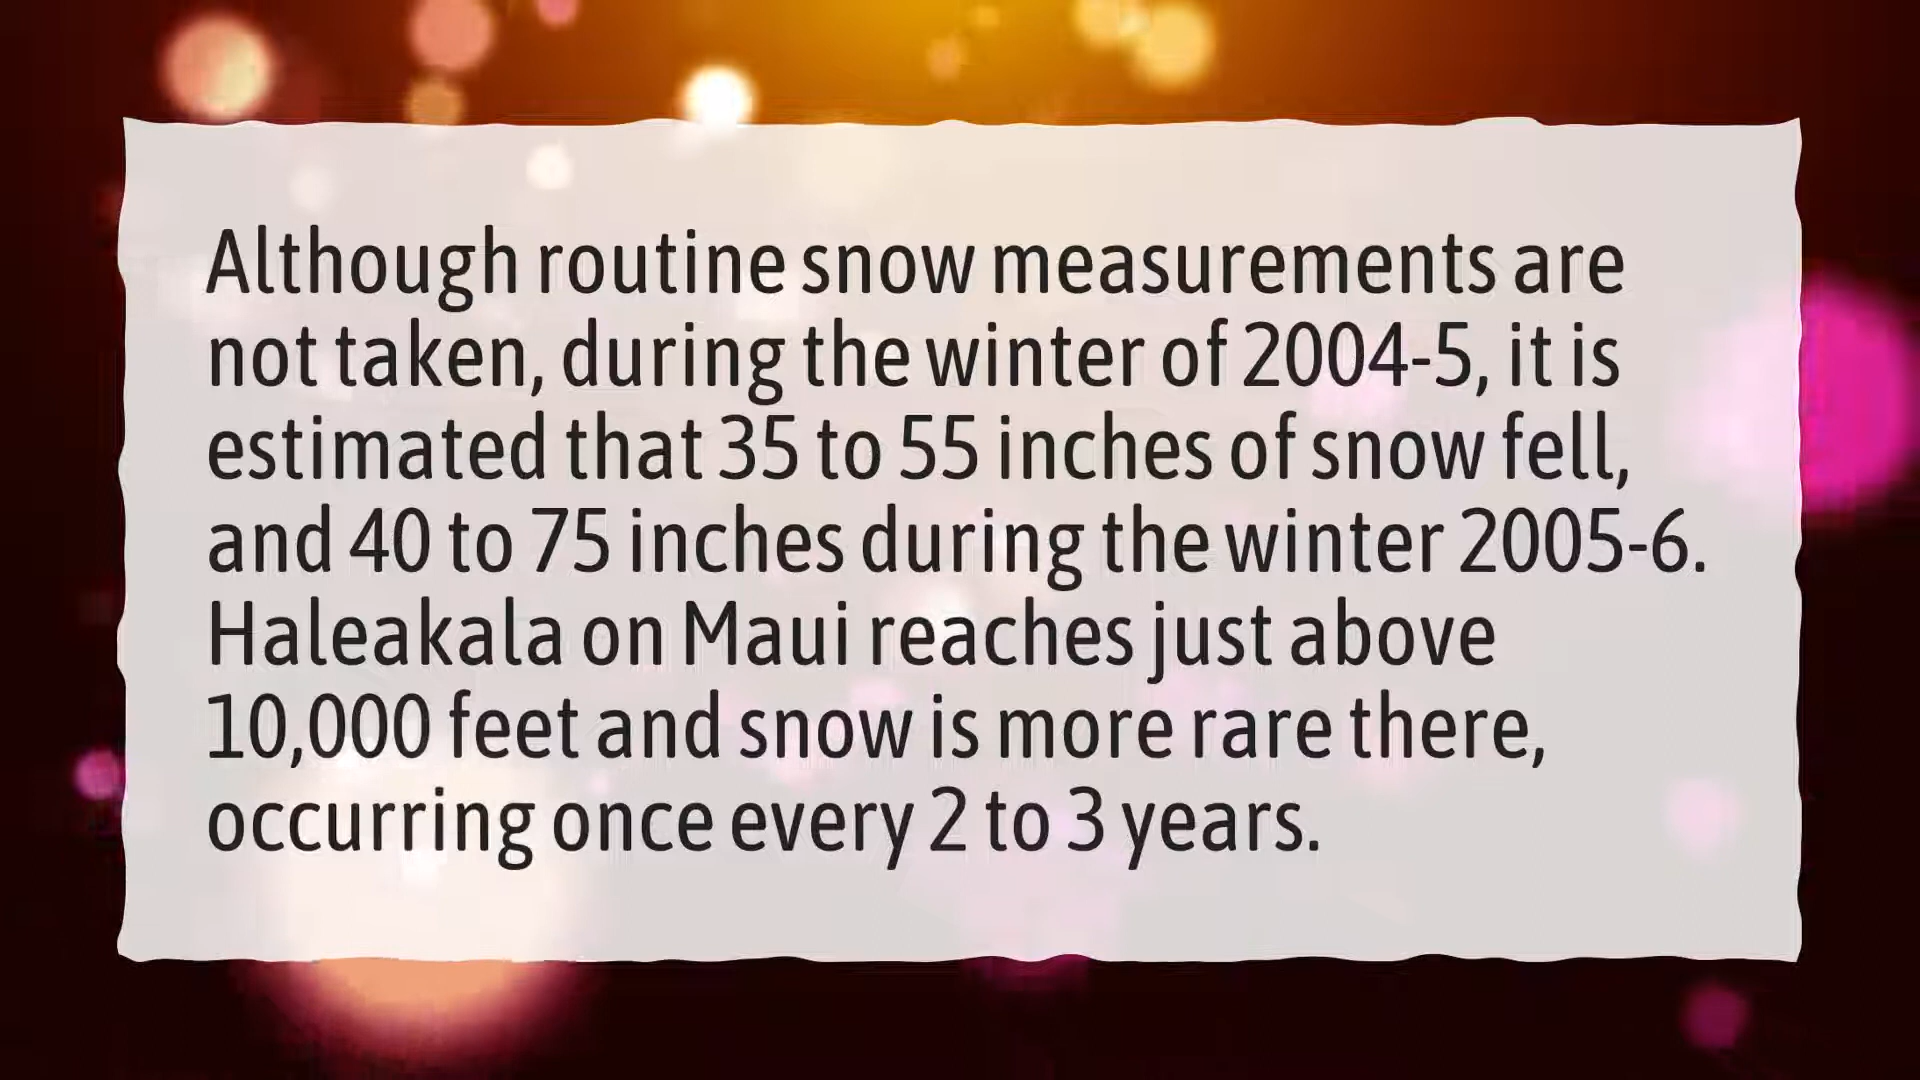 Although routine snow measurements are
not taken, during the winter of 2004-5, it is
estimated that 35 to 55 inches of snow fell,
and 40 to 75 inches during the winter 2005-6.
Haleakala on Maui reaches just above
10,000 feet and snow is more rare there,
occurring once every 2 to 3 years.